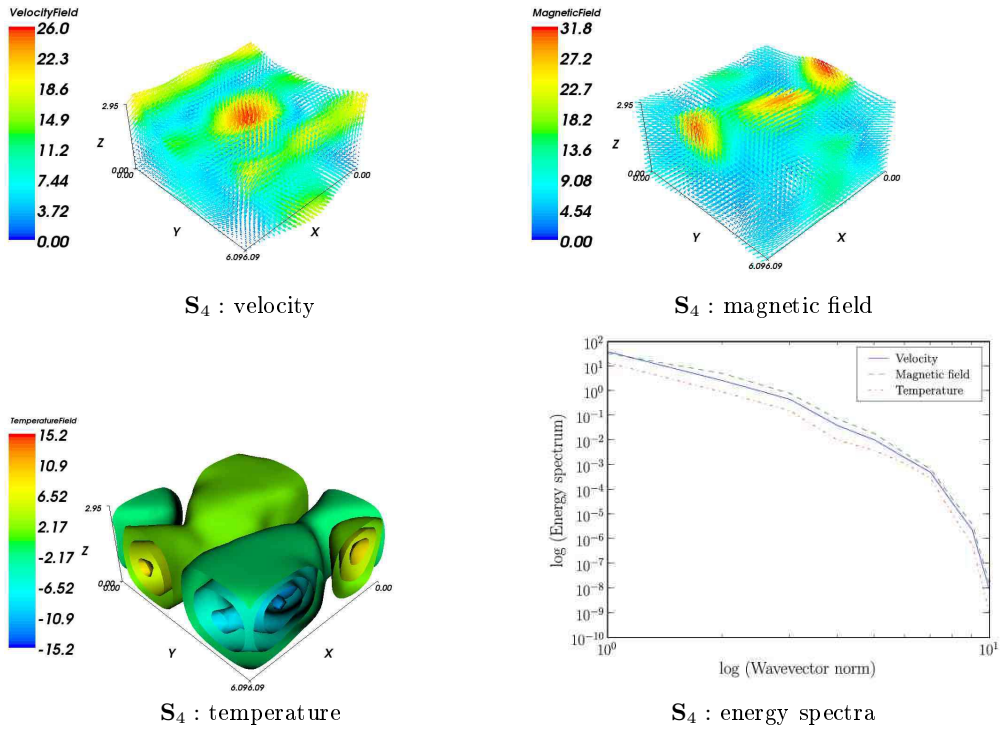 VelocityField
26.0
22.3
18.6
14.9
11.2
7.44
3.72
0.00
2.95
Z
0.00
0.00
Y
X
0.00
6.096.09
S4 : velocity
MagneticField
31.8
27.2
22.7
18.2
13.6
9.08
4.54
0.00
2.95
Z
0.00
0.00
Y
X
0.00
6.096.09
S4 : magnetic field
TemperatureField
15.2
10.9
6.52
2.17
-2.17
-6.52
-10.9
-15.2
2.95
Z
0.00
0.00
Y
X
0.00
6.096.09
S4 : temperature
log (Energy spectrum)
10^2
10^1
10^0
10^-1
10^-2
10^-3
10^-4
10^-5
10^-6
10^-7
10^-8
10^-9
10^-10
Velocity
Magnetic field
Temperature
10^0
10^1
log (Wavevector norm)
S4 : energy spectra